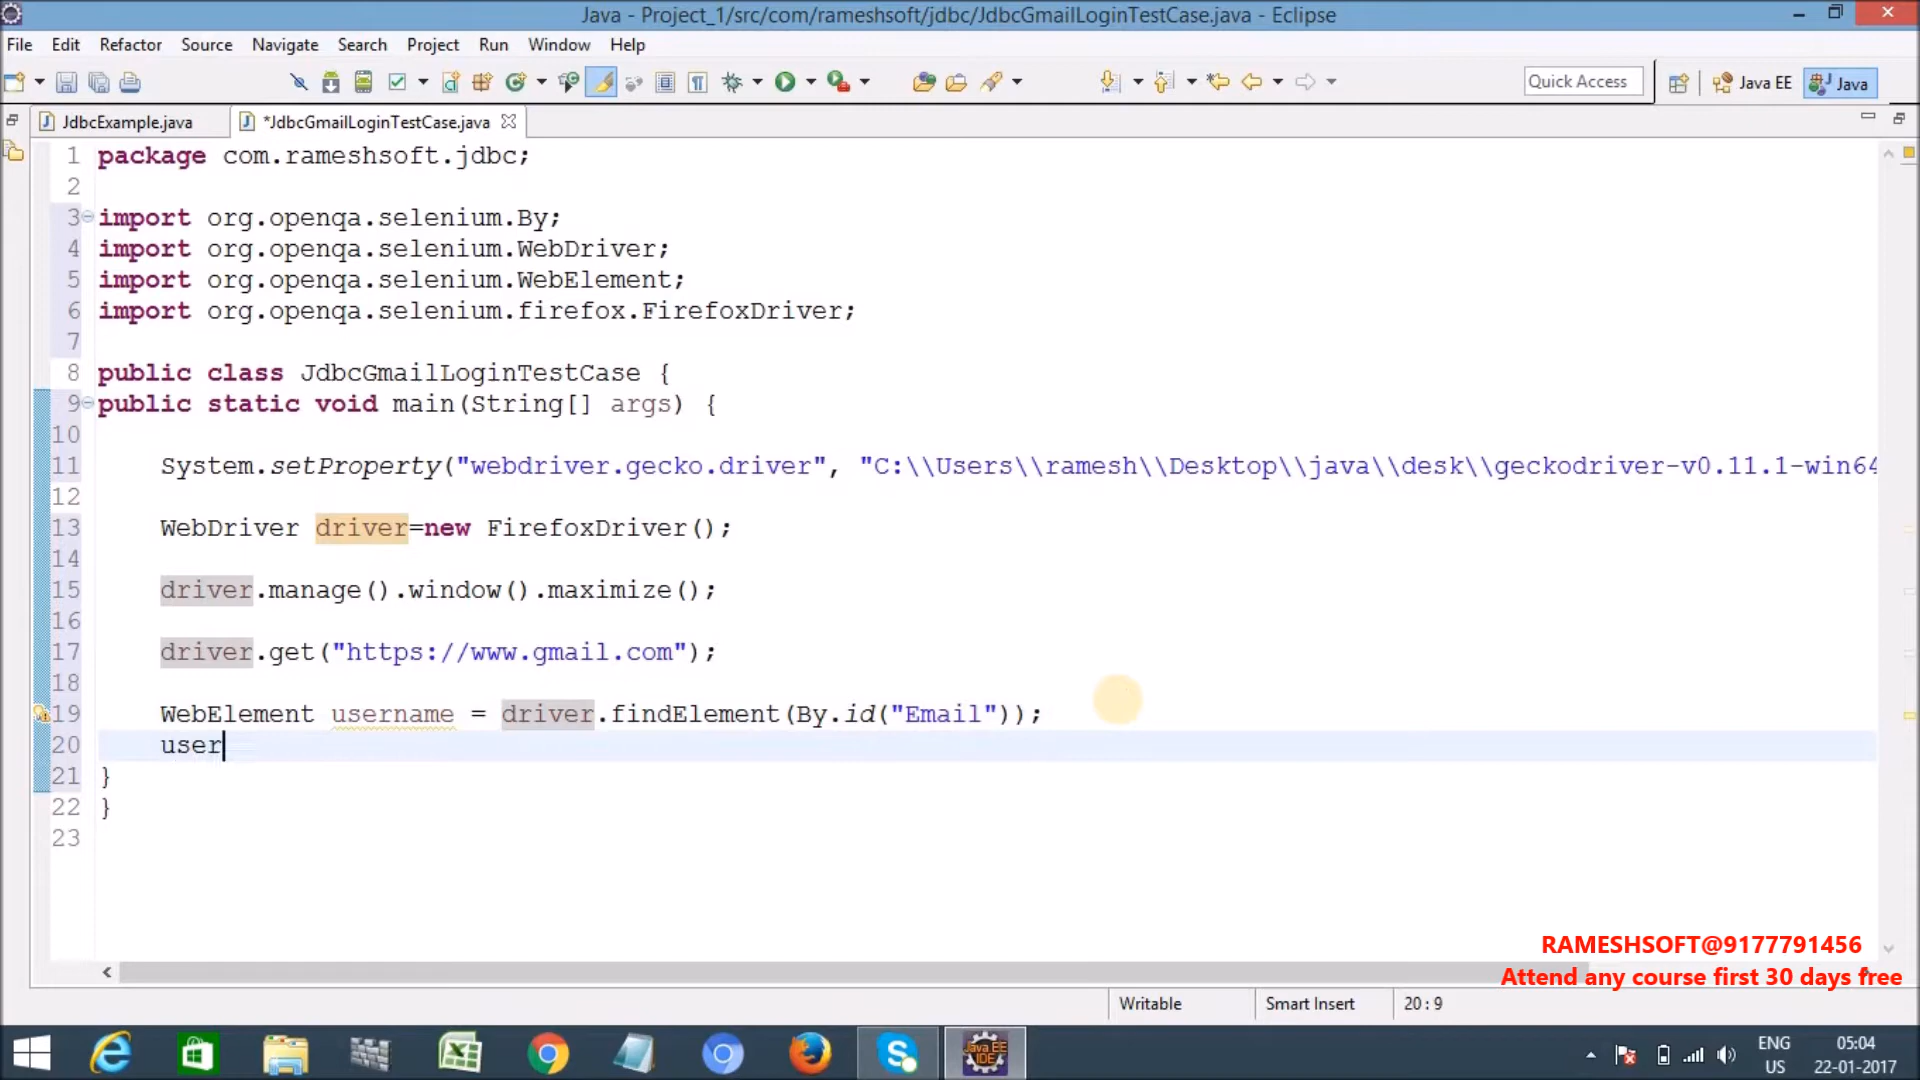 Java - Project_1/src/com/rameshsoft/jdbc/JdbcGmailLoginTestCase.java - Eclipse
File Edit Refactor Source Navigate Search Project Run Window Help
Quick Access Java EE Java
JdbcExample.java *JdbcGmailLoginTestCase.java
1 package com.rameshsoft.jdbc;
2
3 import org.openqa.selenium.By;
4 import org.openqa.selenium.WebDriver;
5 import org.openqa.selenium.WebElement;
6 import org.openqa.selenium.firefox.FirefoxDriver;
7
8 public class JdbcGmailLoginTestCase {
9 public static void main(String[] args) {
10
11 System.setProperty("webdriver.gecko.driver", "C:\\Users\\ramesh\\Desktop\\java\\desk\\geckodriver-v0.11.1-win64
12
13 WebDriver driver=new FirefoxDriver();
14
15 driver.manage().window().maximize();
16
17 driver.get("https://www.gmail.com");
18
19 WebElement username = driver.findElement(By.id("Email"));
20 user
21 }
22 }
23
RAMESHSOFT@9177791456
Attend any course first 30 days free
Writable Smart Insert 20 : 9
Java EE
IDE
ENG 05:04
US 22-01-2017